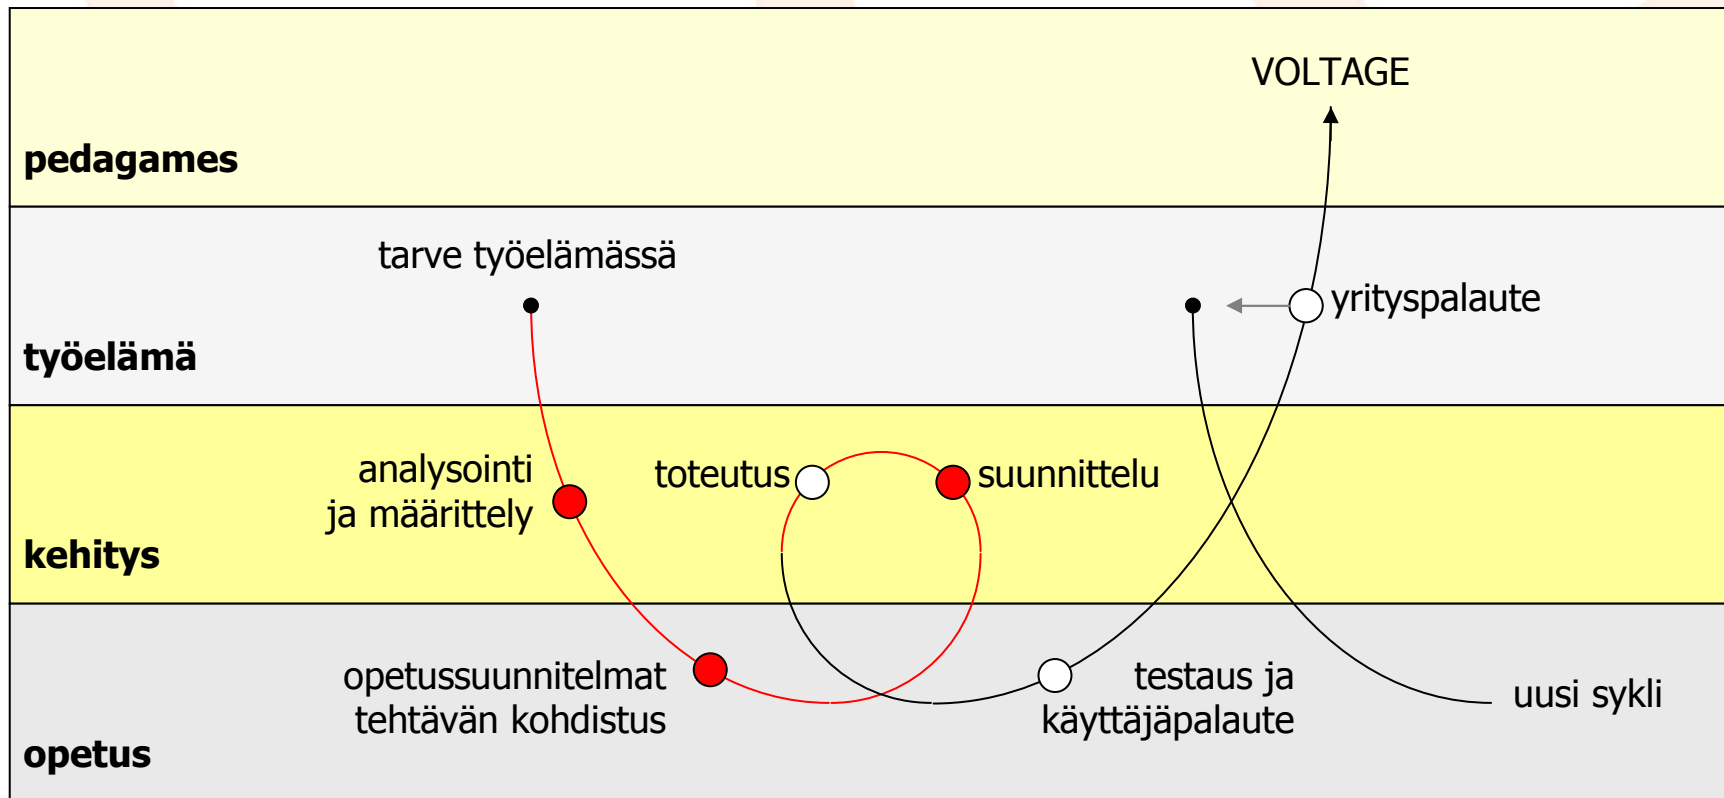 VOLTAGE
pedagames
tarve työelämässä
yrityspalaute
työelämä
analysointi
ja määrittely
toteutus
suunnittelu
kehitys
opetussuunnitelmat
tehtävän kohdistus
testaus ja
käyttäjäpalaute
uusi sykli
opetus